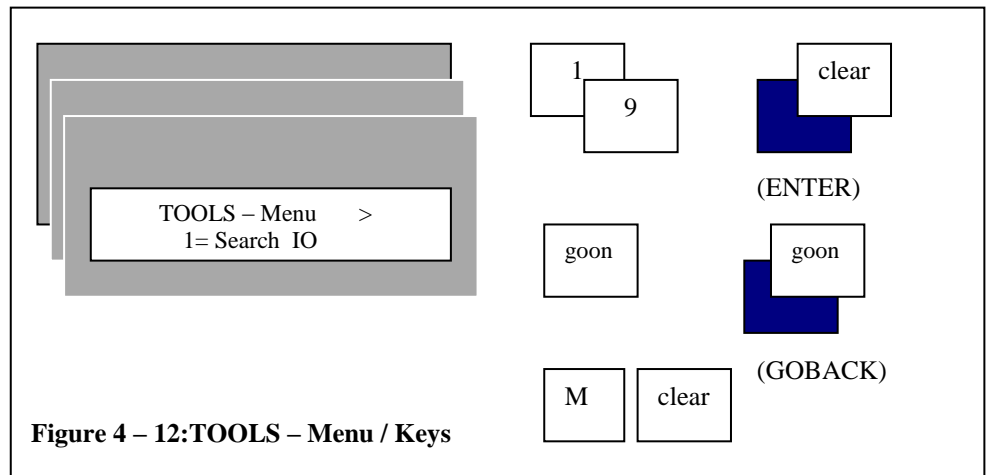 1
9
clear
(ENTER)
TOOLS – Menu >
1= Search IO
goon
goon
(GOBACK)
M
clear
Figure 4 – 12:TOOLS – Menu / Keys